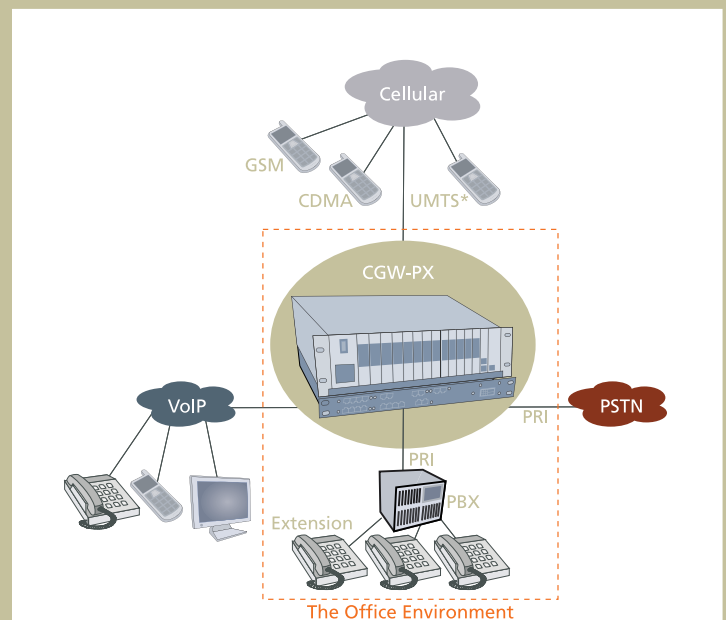 Cellular
GSM
CDMA
UMTS*
CGW-PX
VoIP
PSTN
PRI
PRI
PBX
Extension
The Office Environment